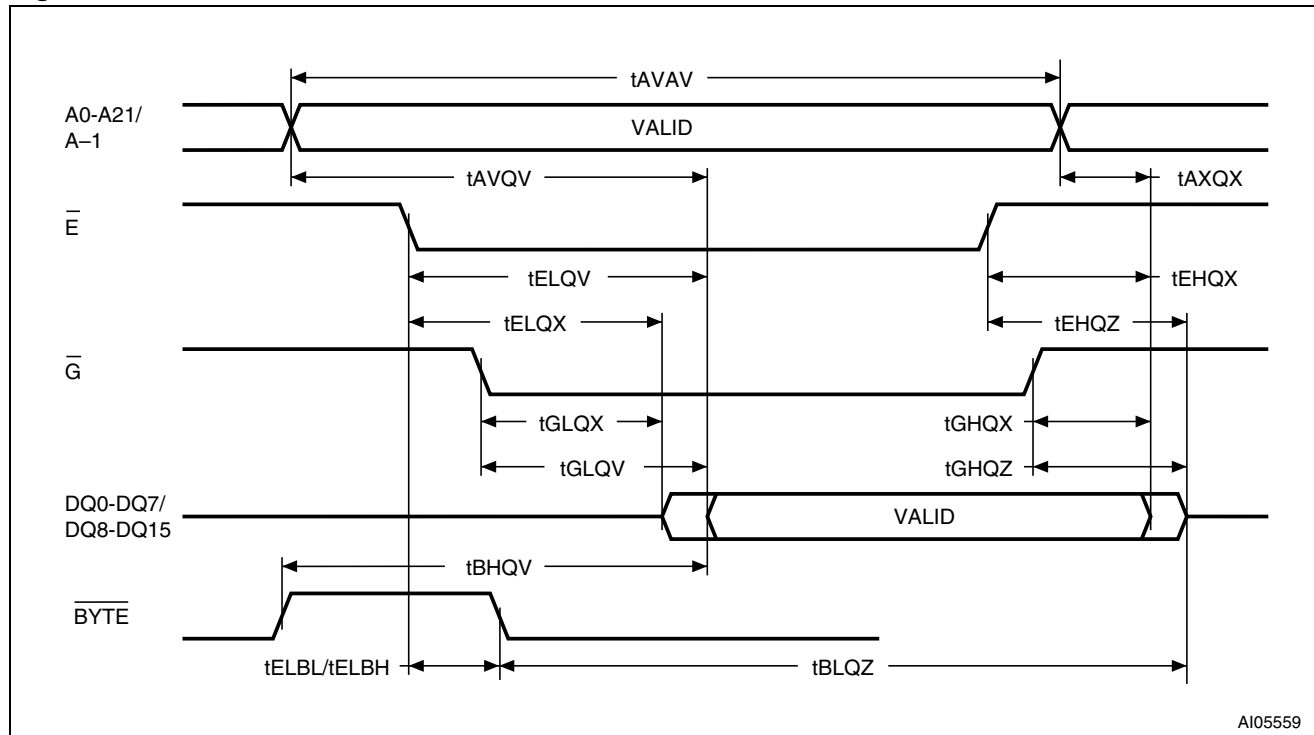 tAVAV
A0-A21/
A–1
VALID
tAVQV
tAXQX
E
tELQV
tEHQX
tELQX
tEHQZ
G
tGLQX
tGHQX
tGLQV
tGHQZ
DQ0-DQ7/
DQ8-DQ15
VALID
tBHQV
BYTE
tELBL/tELBH
tBLQZ
AI05559